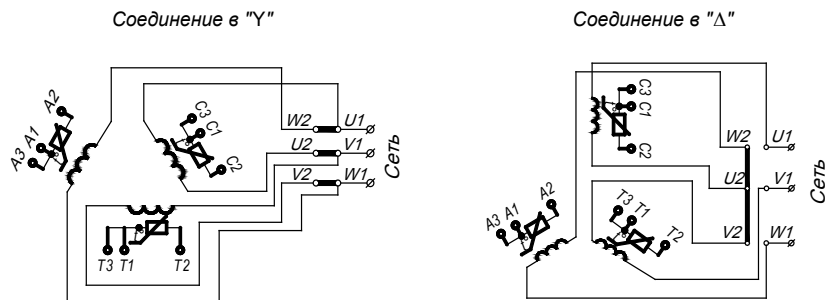 Соединение в "Y"
Соединение в "Δ"
A2
A1
A3
C3
C1
C2
W2
U1
U2
V1
V2
W1
Сеть
T3
T1
T2
C3
C1
C2
W2
U1
U2
V1
V2
W1
Сеть
A2
A1
A3
T3
T1
T2